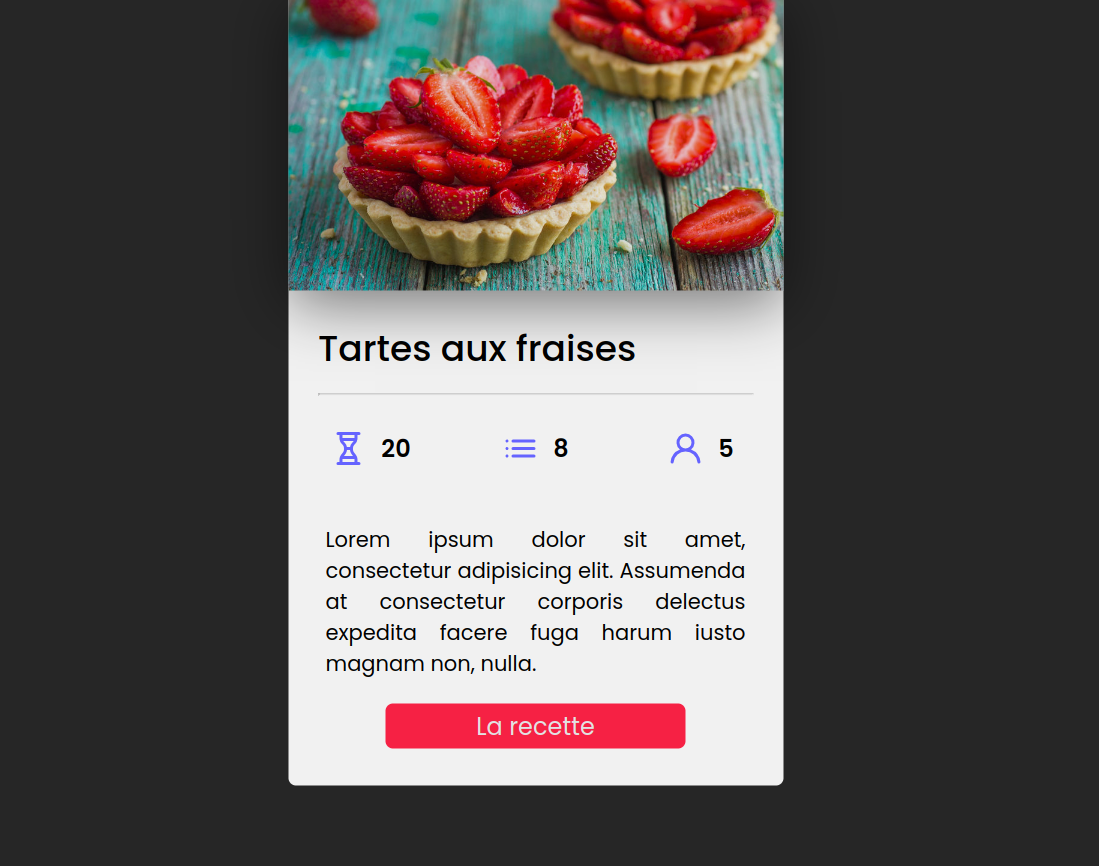 Tartes aux fraises
20 8 5
Lorem ipsum dolor sit amet,
consectetur adipisicing elit. Assumenda
at consectetur corporis delectus
expedita facere fuga harum iusto
magnam non, nulla.
La recette